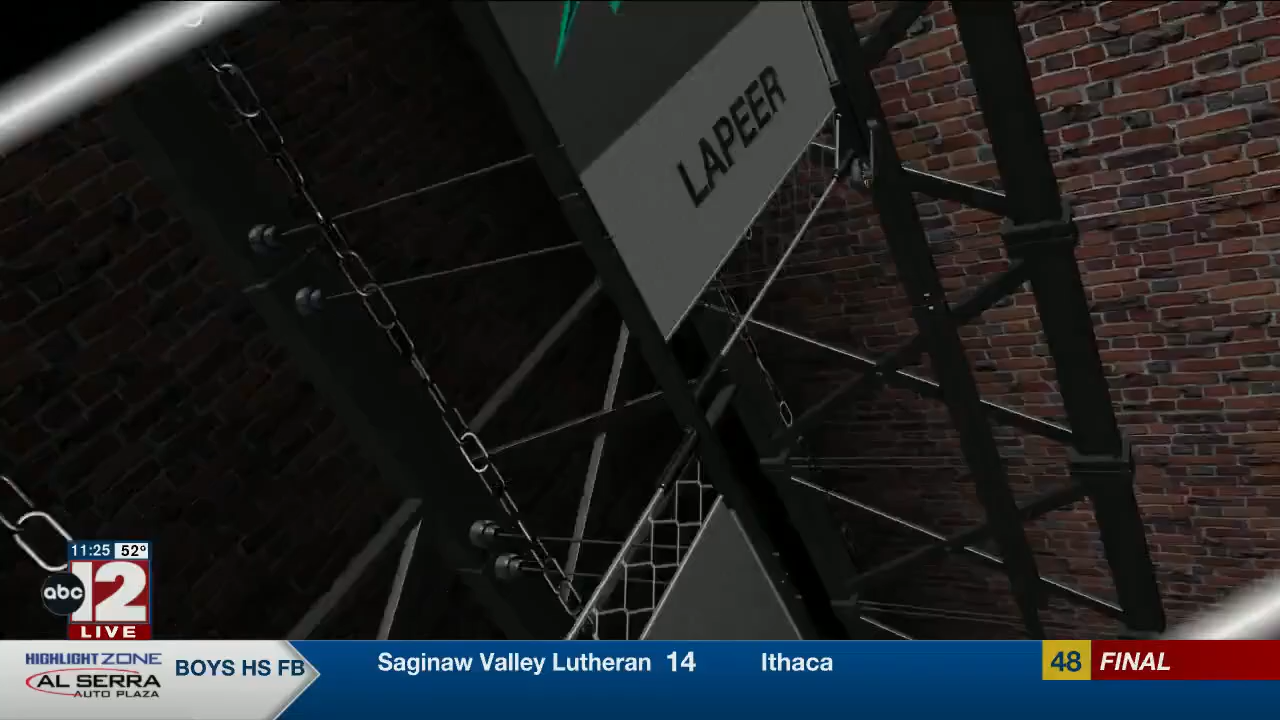 LAPEER
11:25 52°
abc
12
LIVE
HIGHLIGHT ZONE
AL SERRA
AUTO PLAZA
BOYS HS FB
Saginaw Valley Lutheran 14 Ithaca 48 FINAL